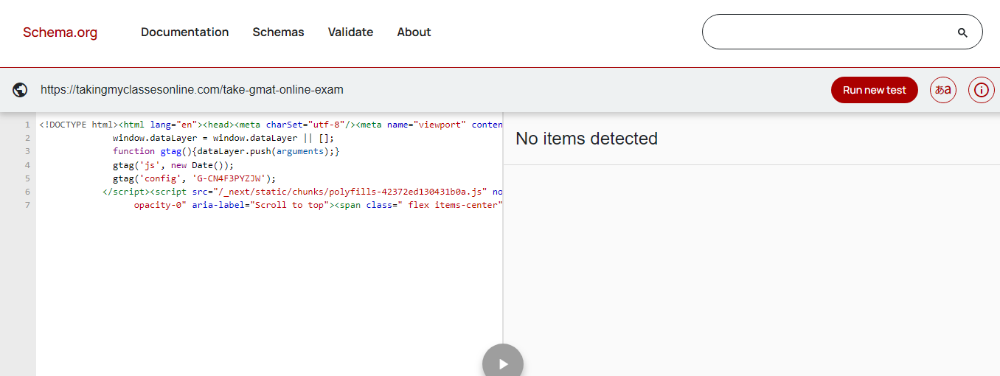 Schema.org Documentation Schemas Validate About
https://takingmyclassesonline.com/take-gmat-online-exam Run new test あa
1 <!DOCTYPE html><html lang="en"><head><meta charSet="utf-8"/><meta name="viewport" conten
2 window.dataLayer = window.dataLayer || [];
3 function gtag(){dataLayer.push(arguments);}
4 gtag('js', new Date());
5 gtag('config', 'G-CN4F3PYZJW');
6 </script><script src="/_next/static/chunks/polyfills-42372ed130431b0a.js" no
7 opacity-0" aria-label="Scroll to top"><span class=" flex items-center"
No items detected